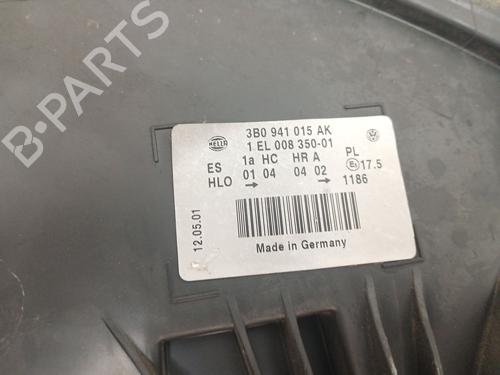 B-PARTS
HELLA
3B0 941 015 AK
1 EL 008 350-01
1a HC HR A PL
ES
HLO 01 04 04 02 E1 17.5
1186
12.05.01
Made in Germany